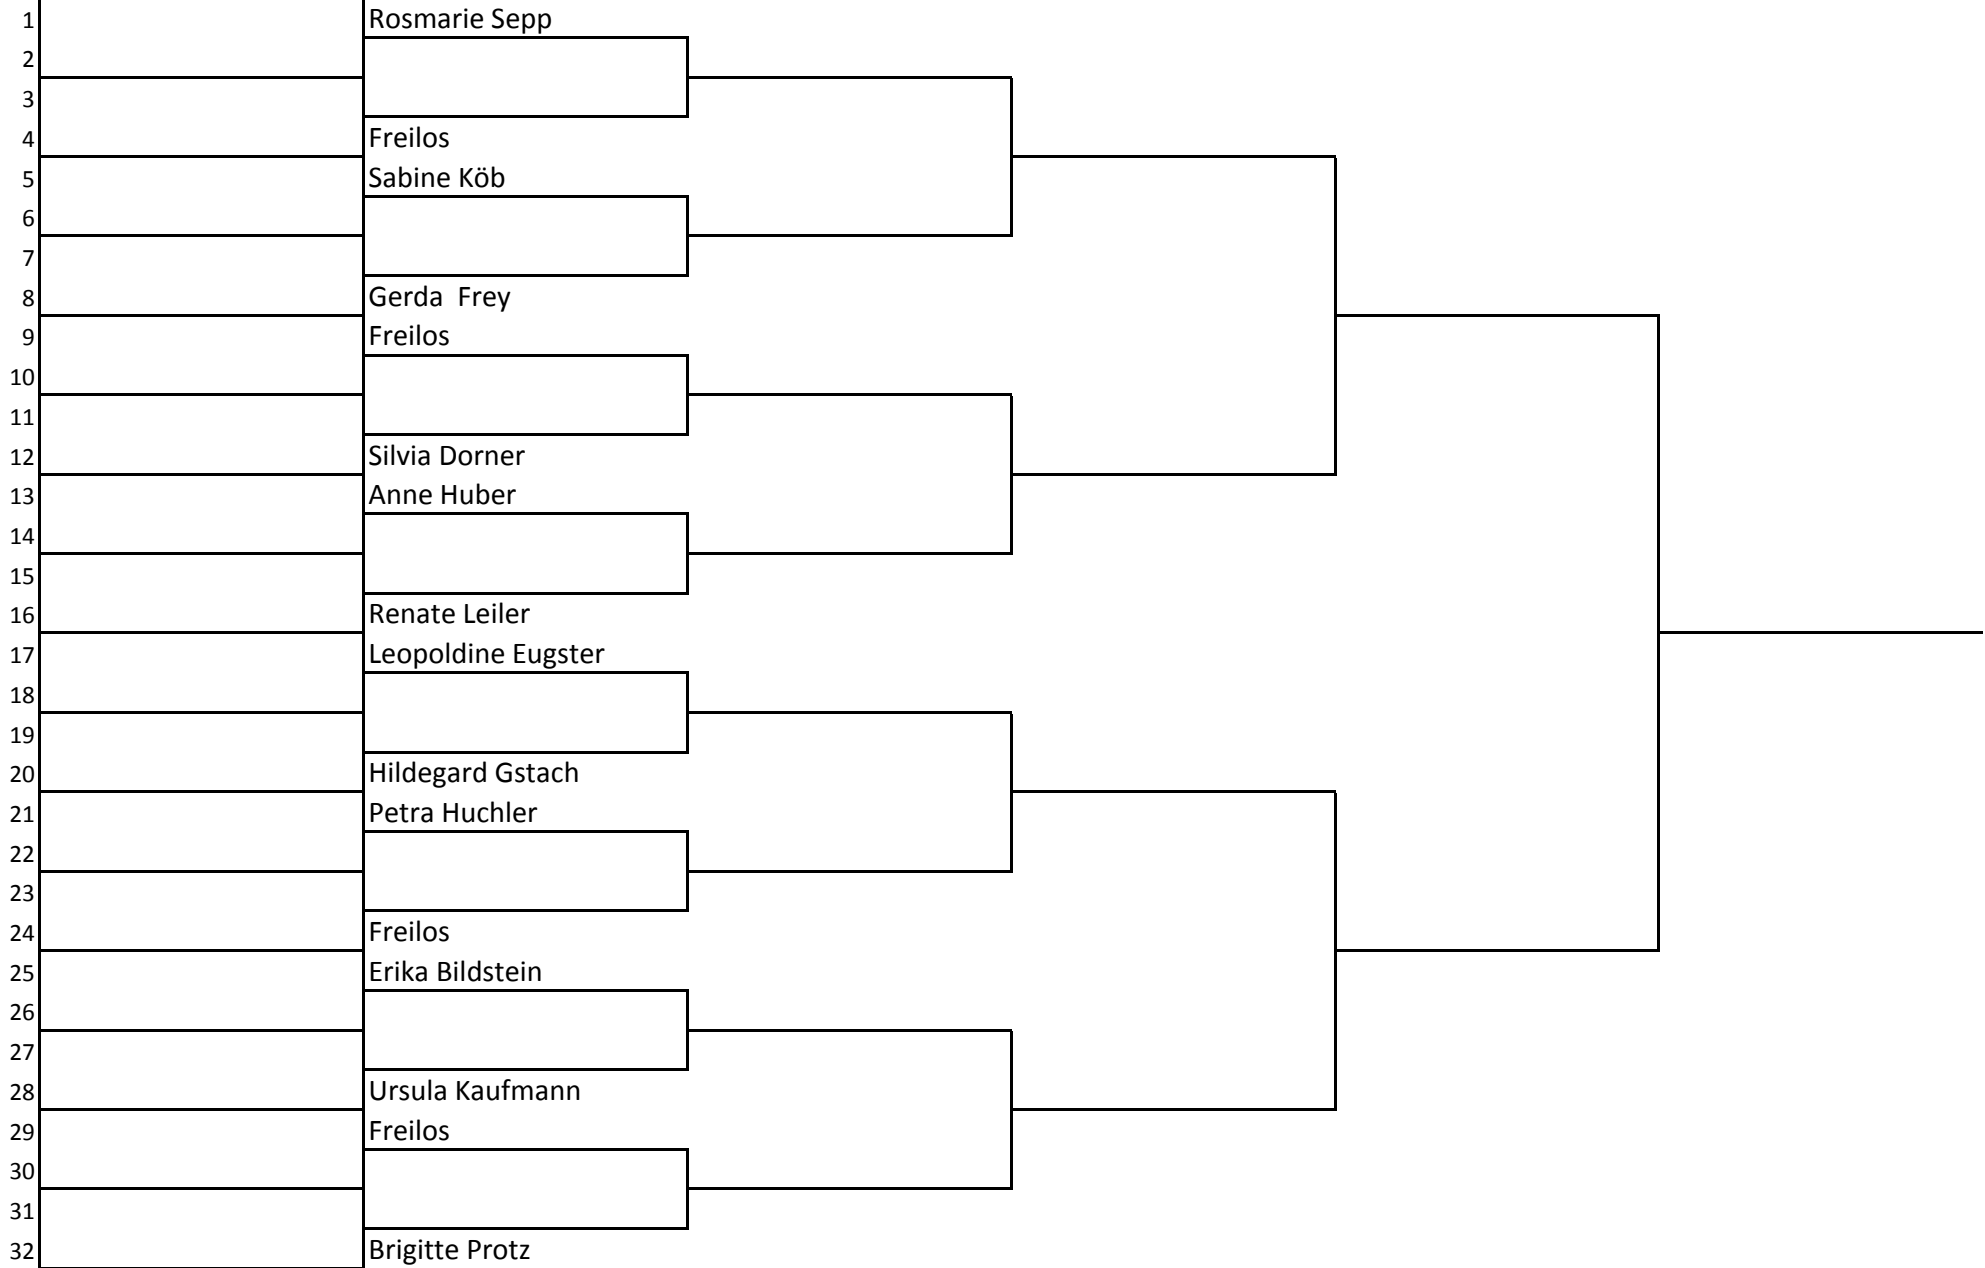 1 Rosmarie Sepp
2
3
4 Freilos
5 Sabine Köb
6
7
8 Gerda  Frey
9 Freilos
10
11
12 Silvia Dorner
13 Anne Huber
14
15
16 Renate Leiler
17 Leopoldine Eugster
18
19
20 Hildegard Gstach
21 Petra Huchler
22
23
24 Freilos
25 Erika Bildstein
26
27
28 Ursula Kaufmann
29 Freilos
30
31
32 Brigitte Protz